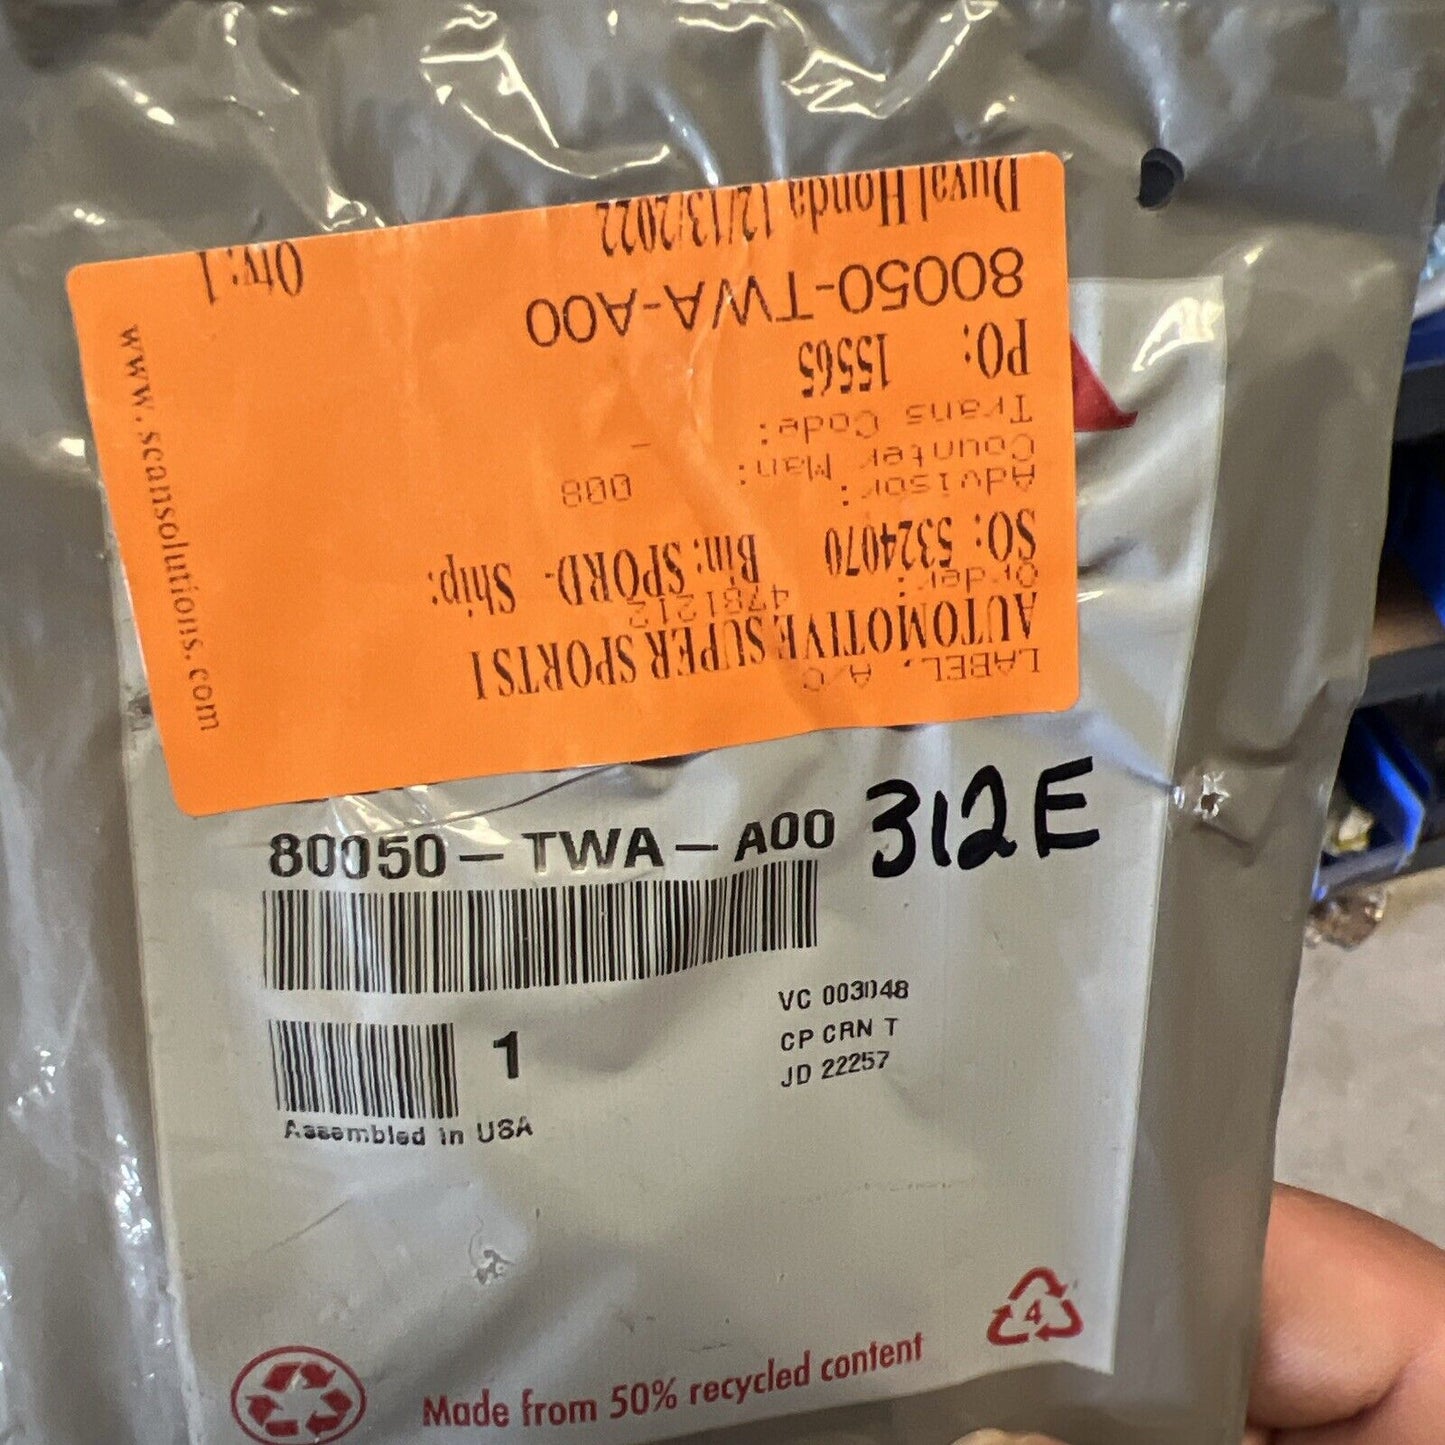 AUTOMOTIVE SUPER SPORTS I
SO: 5324070 Bin: SPORD- Ship:
PO: 15565
80050-TWA-A00
Duval Honda 12/13/2022 Qty: 1
LABEL, A/C
Order: 4781212
Advisor: 008
Counter Man: -
Trans Code:
www.scansolutions.com
80050-TWA-A00 312E
VC 003048
1 CP CRN T
JD 22257
Assembled in USA
4
Made from 50% recycled content